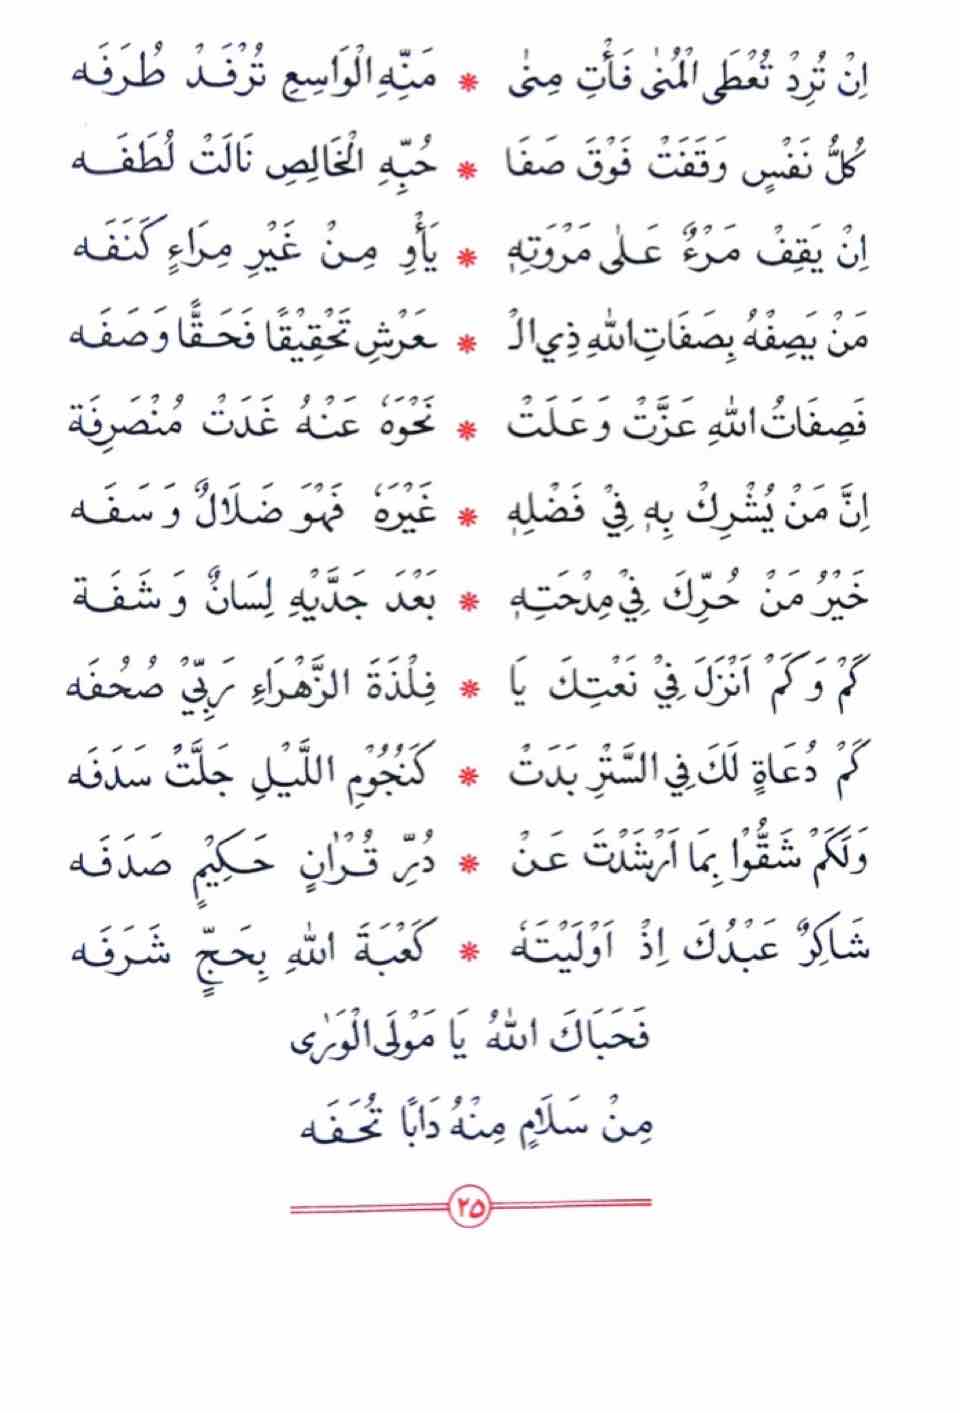 اِنْ تُرِدْ تُعْطَى الْمُنٰى فَأْتِ مِنٰى * مَنِّهِ الْوَاسِعِ تُرْفَدْ طُرَفَه
كُلُّ نَفْسٍ وَقَفَتْ فَوْقَ صَفَا * حُبِّهِ الْخَالِصِ نَالَتْ لُطَفَه
اِنْ يَقِفْ مَرْءٌ عَلٰى مَرْوَتِهٖ * يَأْوِ مِنْ غَيْرِ مِرَاءٍ كَنَفَه
مَنْ يَصِفْهُ بِصَفَاتِ اللهِ ذِي الْـ * ـعَرْشِ تَحْقِيْقًا فَحَقًّا وَصَفَه
فَصِفَاتُ اللهِ عَزَّتْ وَعَلَتْ * نَحْوَهٗ عَنْهُ غَدَتْ مُنْصَرِفَة
اِنَّ مَنْ يُشْرِكْ بِهٖ فِيْ فَضْلِهٖ * غَيْرَهٗ فَهْوَ ضَلَالٌ وَسَفَه
خَيْرُ مَنْ حُرِّكَ فِيْ مِدْحَتِهٖ * بَعْدَ جَدَّيْهِ لِسَانٌ وَشَفَة
كَمْ وَكَمْ اَنْزَلَ فِيْ نَعْتِكَ يَا * فِلْذَةَ الزَّهْرَاءِ رَبِّيْ صُحُفَه
كَمْ دُعَاةٍ لَكَ فِي السَّتْرِ بَدَتْ * كَنُجُوْمِ اللَّيْلِ جَلَّتْ سَدَفَه
وَلَكَمْ شَقُّوْا بِمَا اَرْشَدْتَ عَنْ * دُرِّ قُرْاٰنٍ حَكِيْمٍ صَدَفَه
شَاكِرٌ عَبْدُكَ اِذْ اَوْلَيْتَهٗ * كَعْبَةَ اللهِ بِحَجٍّ شَرَفَه
فَحَبَاكَ اللهُ يَا مَوْلَى الْوَرٰى
مِنْ سَلَامٍ مِنْهُ دَابًا تُحَفَه
٢٥